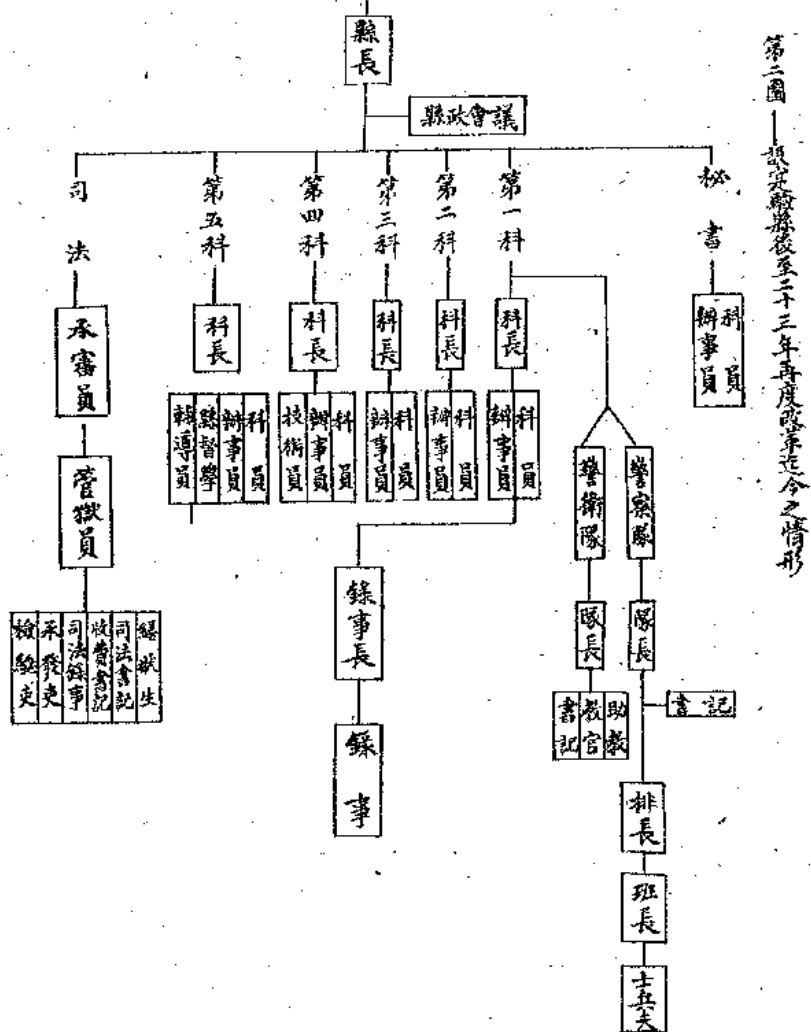 第二圖——設實驗縣後至二十三年再度改革迄今之情形
縣長
縣政會議
秘書
科員
辦事員
第一科
科長
科員
辦事員
錄事長
錄事
警察隊
隊長
書記
排長
班長
士兵夫
警衛隊
隊長
助教
教官
書記
第二科
科長
科員
辦事員
第三科
科長
科員
辦事員
第四科
科長
科員
辦事員
技術員
第五科
科長
科員
辦事員
縣督學
輔導員
司法
承審員
管獄員
繕狀生
司法書記
收費書記
司法錄事
承發吏
檢驗吏